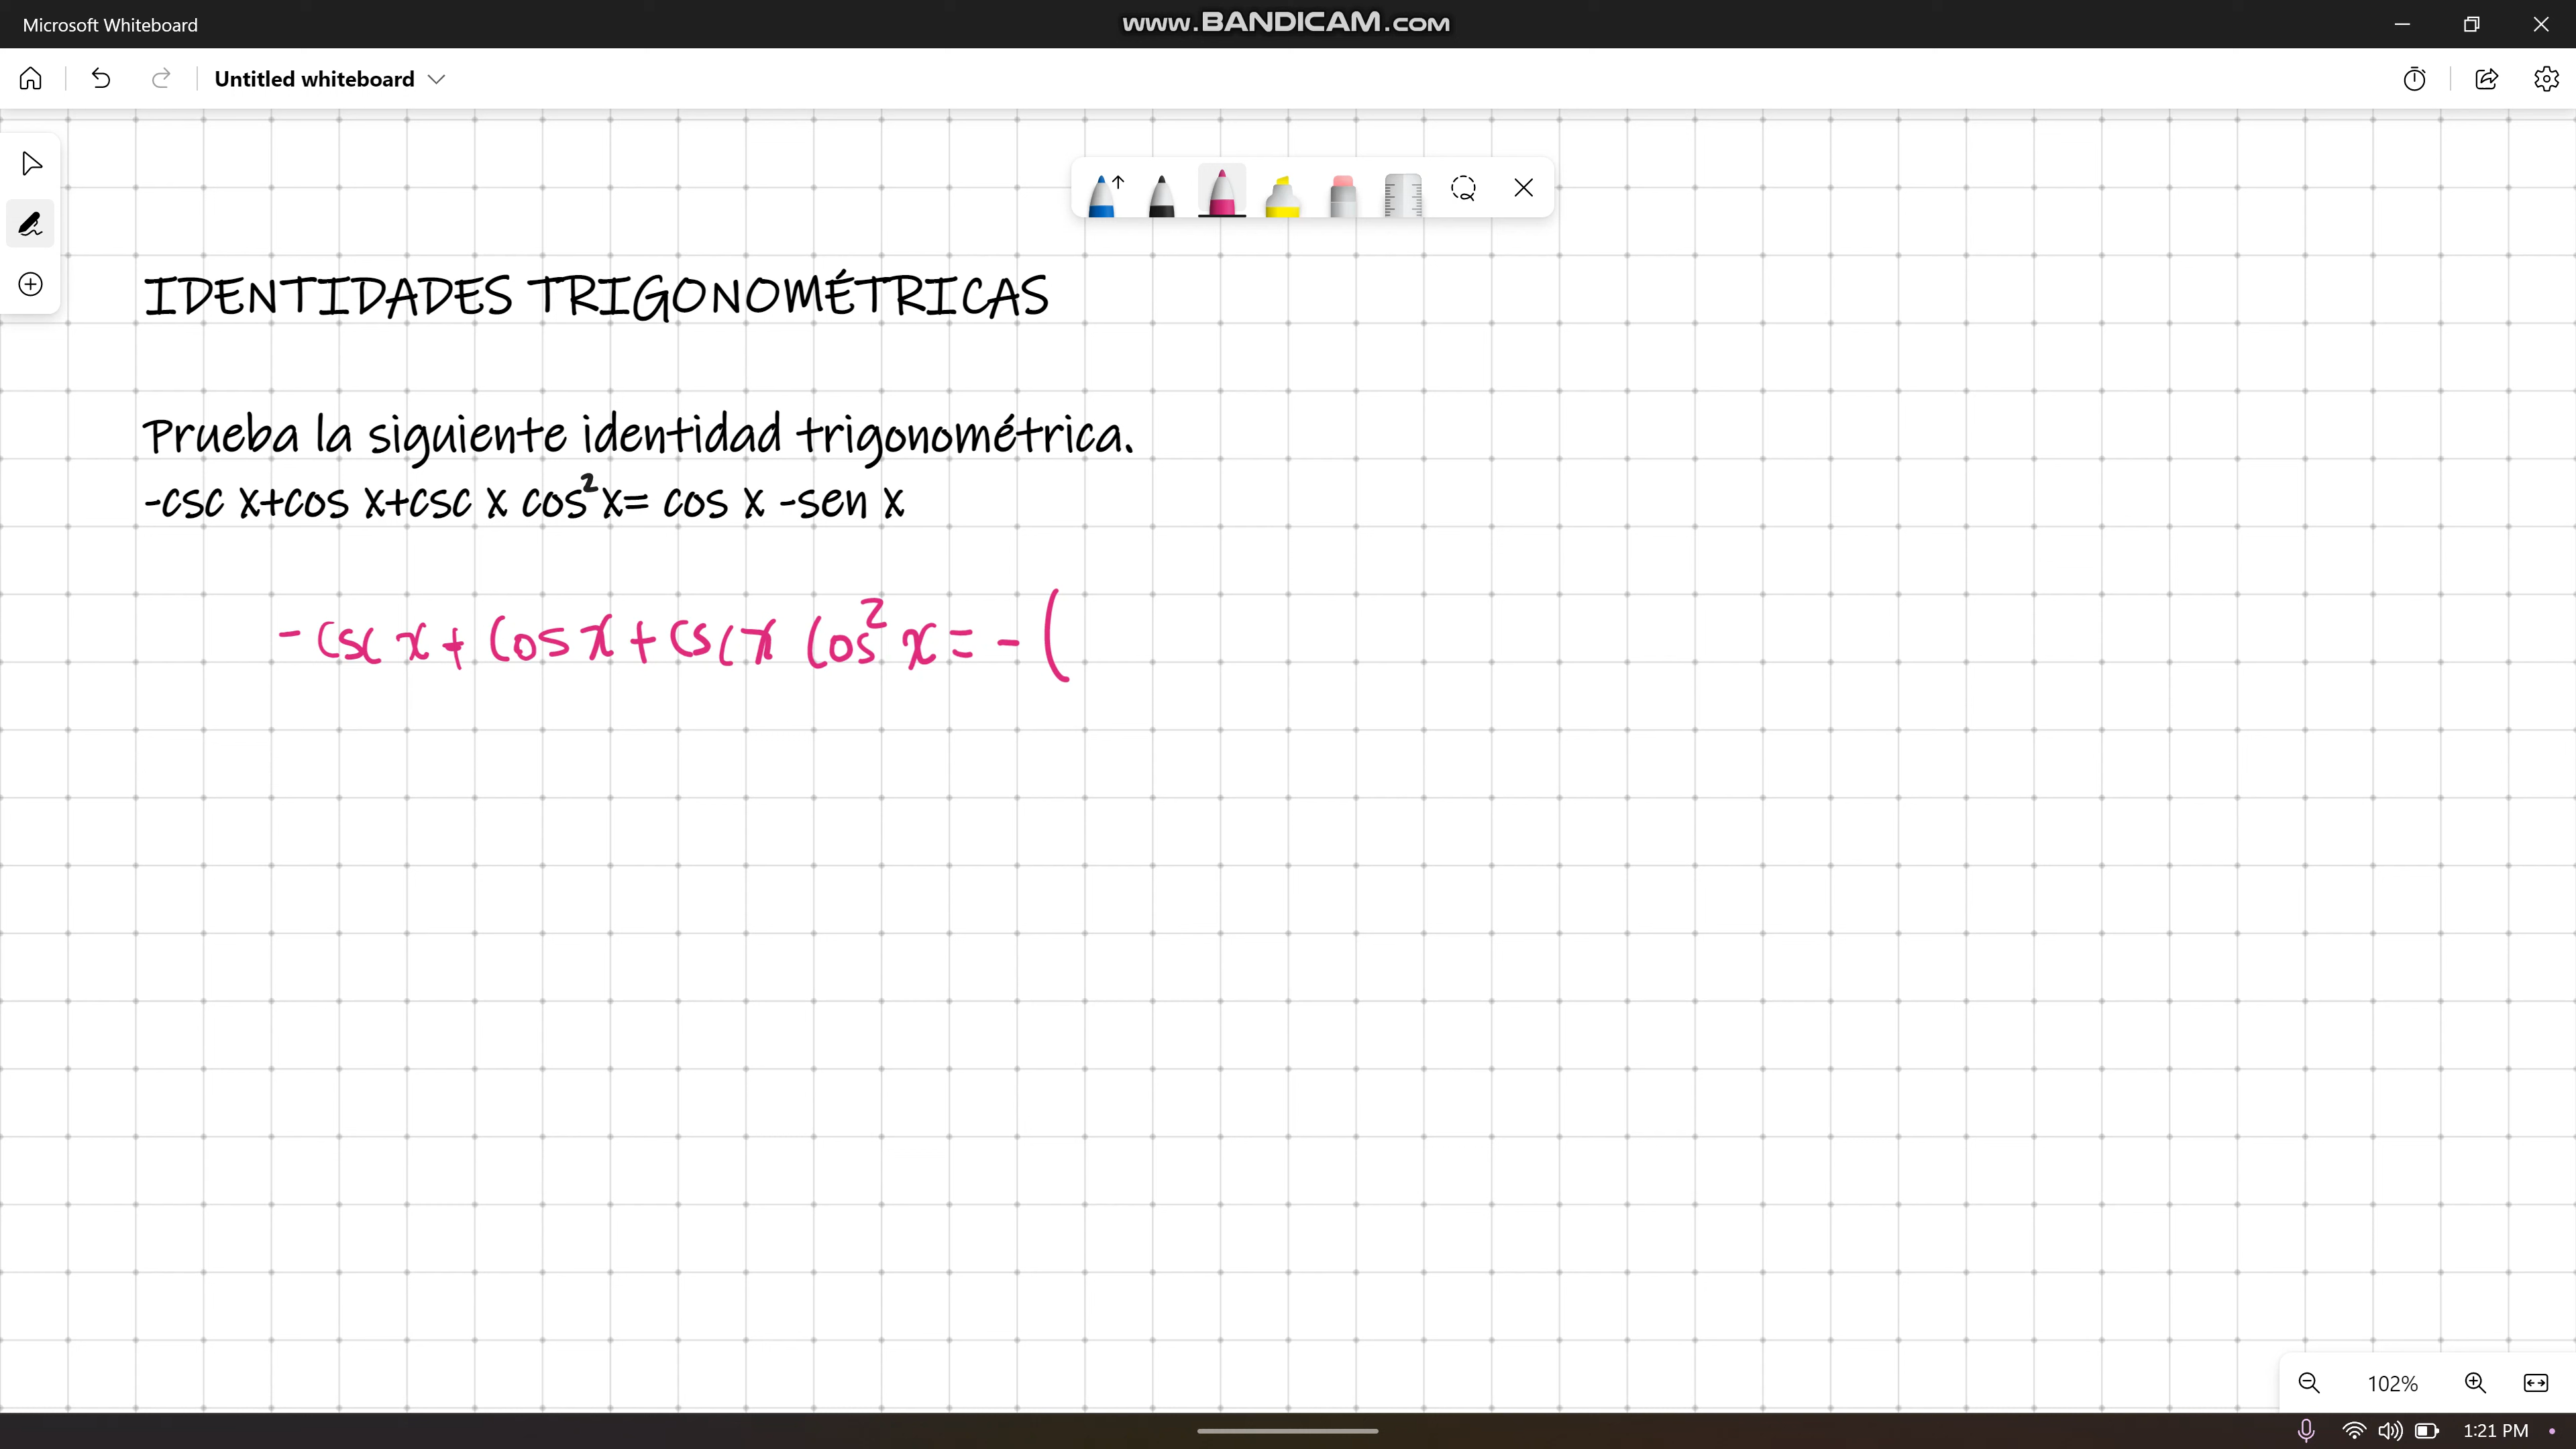 Microsoft Whiteboard
www.BANDICAM.com
Untitled whiteboard
IDENTIDADES TRIGONOMÉTRICAS
Prueba la siguiente identidad trigonométrica.
-csc x+cos x+csc x cos²x= cos x -sen x
- csc x + cos x + csc x cos² x = - (
102%
1:21 PM